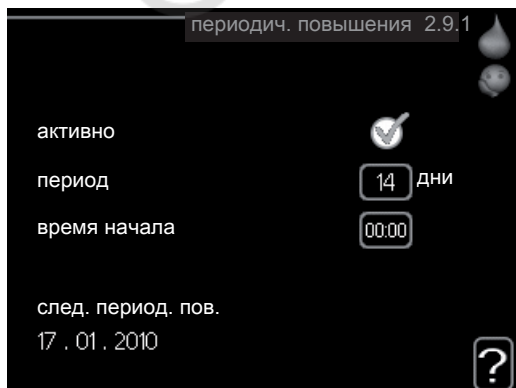 периодич. повышения 2.9.1
активно
период 14 дни
время начала 00:00
след. период. пов.
17 . 01 . 2010
?